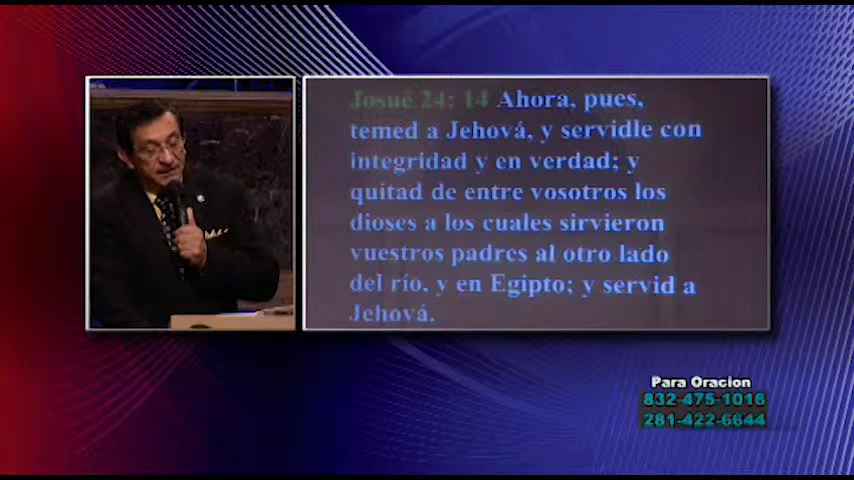 Josué 24: 14 Ahora, pues,
temed a Jehová, y servidle con
integridad y en verdad; y
quitad de entre vosotros los
dioses a los cuales sirvieron
vuestros padres al otro lado
del río, y en Egipto; y servid a
Jehová.
Para Oracion
832-475-1016
281-422-6644